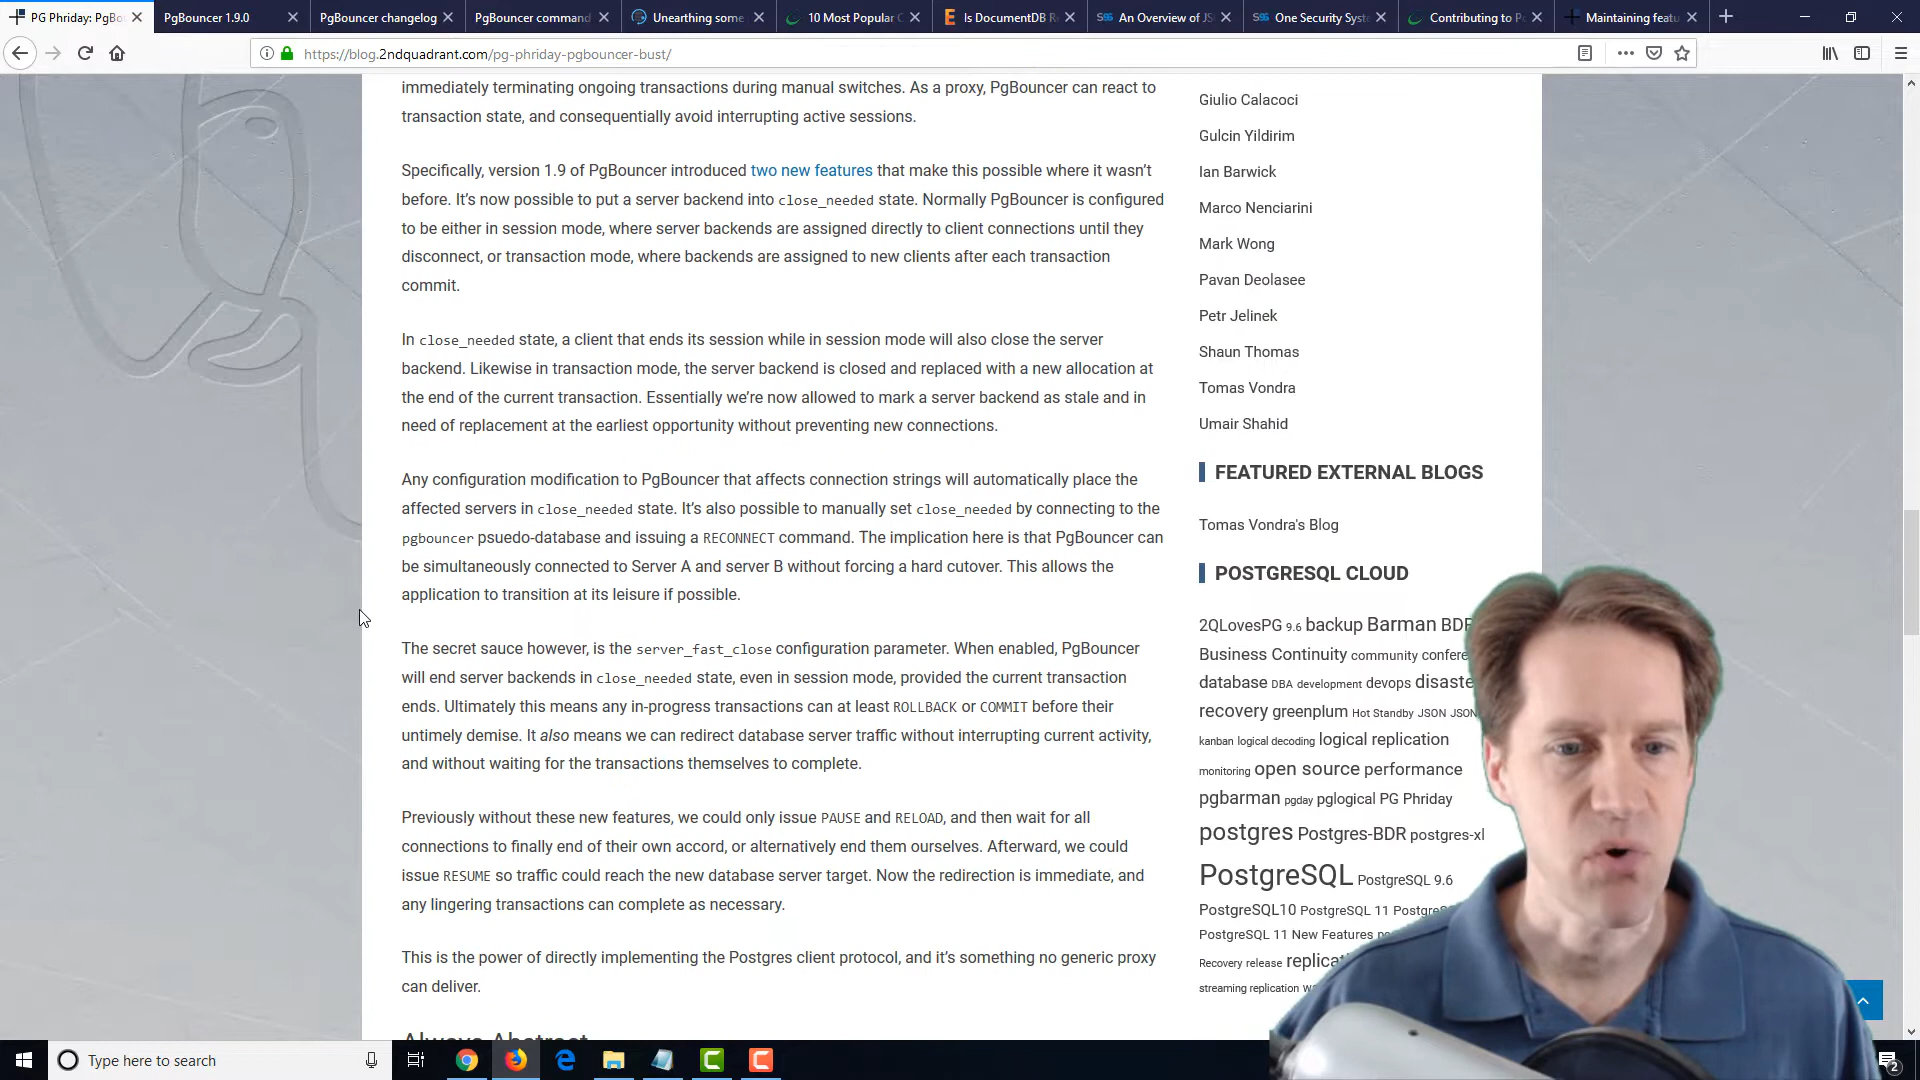 PG Phriday: PgBou
PgBouncer 1.9.0
PgBouncer changelog
PgBouncer command
Unearthing some
10 Most Popular
Is DocumentDB R
An Overview of JS
One Security Syste
Contributing to P
Maintaining featu
https://blog.2ndquadrant.com/pg-phriday-pgbouncer-bust/
immediately terminating ongoing transactions during manual switches. As a proxy, PgBouncer can react to
transaction state, and consequentially avoid interrupting active sessions.
Specifically, version 1.9 of PgBouncer introduced two new features that make this possible where it wasn't
before. It's now possible to put a server backend into close_needed state. Normally PgBouncer is configured
to be either in session mode, where server backends are assigned directly to client connections until they
disconnect, or transaction mode, where backends are assigned to new clients after each transaction
commit.
In close_needed state, a client that ends its session while in session mode will also close the server
backend. Likewise in transaction mode, the server backend is closed and replaced with a new allocation at
the end of the current transaction. Essentially we're now allowed to mark a server backend as stale and in
need of replacement at the earliest opportunity without preventing new connections.
Any configuration modification to PgBouncer that affects connection strings will automatically place the
affected servers in close_needed state. It's also possible to manually set close_needed by connecting to the
pgbouncer psuedo-database and issuing a RECONNECT command. The implication here is that PgBouncer can
be simultaneously connected to Server A and server B without forcing a hard cutover. This allows the
application to transition at its leisure if possible.
The secret sauce however, is the server_fast_close configuration parameter. When enabled, PgBouncer
will end server backends in close_needed state, even in session mode, provided the current transaction
ends. Ultimately this means any in-progress transactions can at least ROLLBACK or COMMIT before their
untimely demise. It also means we can redirect database server traffic without interrupting current activity,
and without waiting for the transactions themselves to complete.
Previously without these new features, we could only issue PAUSE and RELOAD, and then wait for all
connections to finally end of their own accord, or alternatively end them ourselves. Afterward, we could
issue RESUME so traffic could reach the new database server target. Now the redirection is immediate, and
any lingering transactions can complete as necessary.
This is the power of directly implementing the Postgres client protocol, and it's something no generic proxy
can deliver.
Always Abstract
Giulio Calacoci
Gulcin Yildirim
Ian Barwick
Marco Nenciarini
Mark Wong
Pavan Deolasee
Petr Jelinek
Shaun Thomas
Tomas Vondra
Umair Shahid
FEATURED EXTERNAL BLOGS
Tomas Vondra's Blog
POSTGRESQL CLOUD
2QLovesPG 9.6 backup Barman BDR
Business Continuity community confere
database DBA development devops disaste
recovery greenplum Hot Standby JSON JSON
kanban logical decoding logical replication
monitoring open source performance
pgbarman pgday pglogical PG Phriday
postgres Postgres-BDR postgres-xl
PostgreSQL PostgreSQL 9.6
PostgreSQL10 PostgreSQL 11 Postgre
PostgreSQL 11 New Features
Recovery release replicat
streaming replication
Type here to search
2